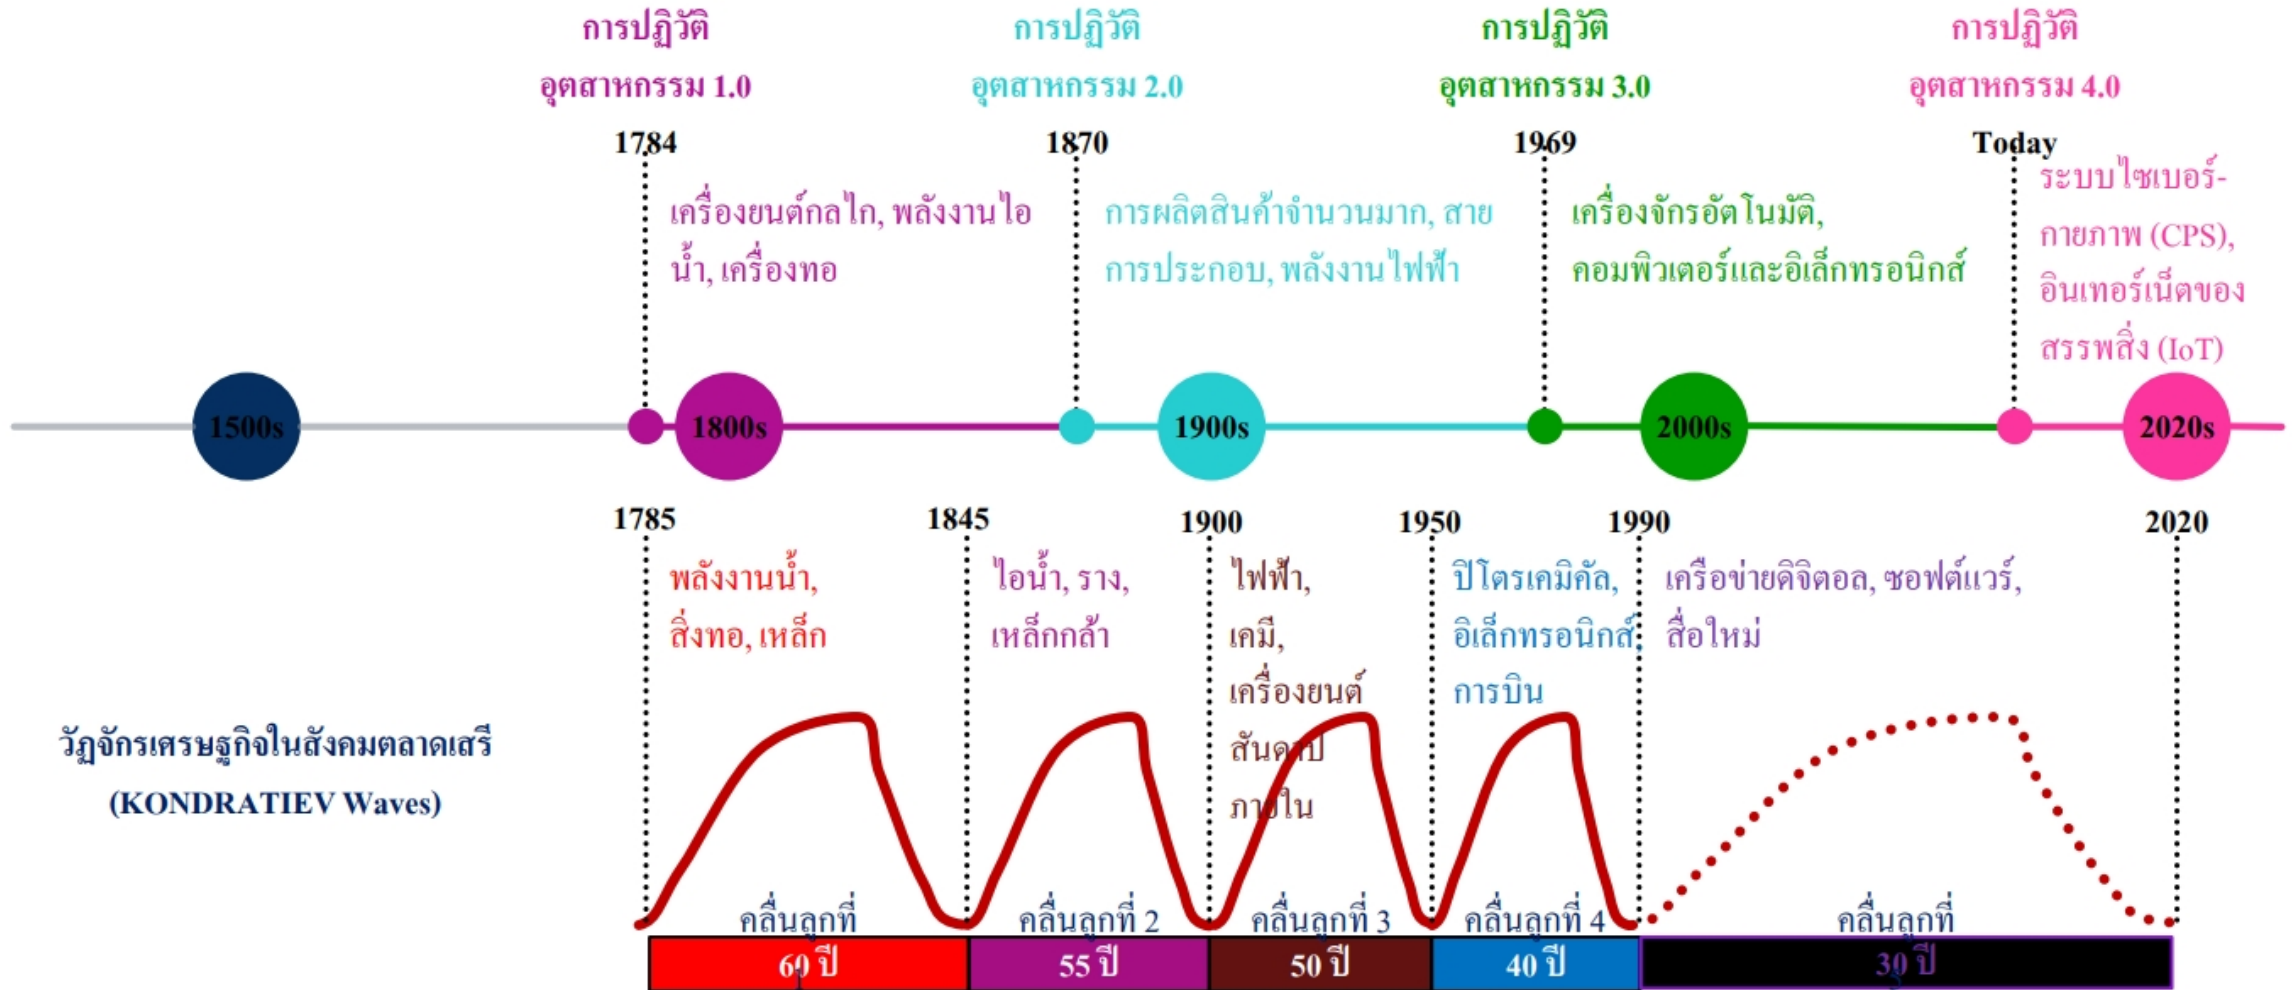 การปฏิวัติ
อุตสาหกรรม 1.0
1784
การปฏิวัติ
อุตสาหกรรม 2.0
1870
การปฏิวัติ
อุตสาหกรรม 3.0
1969
การปฏิวัติ
อุตสาหกรรม 4.0
Today
เครื่องยนต์กลไก, พลังงานไอ
น้ำ, เครื่องทอ
การผลิตสินค้าจำนวนมาก, สาย
การประกอบ, พลังงานไฟฟ้า
เครื่องจักรอัตโนมัติ,
คอมพิวเตอร์และอิเล็กทรอนิกส์
ระบบไซเบอร์-
กายภาพ (CPS),
อินเทอร์เน็ตของ
สรรพสิ่ง (IoT)
1500s
1800s
1900s
2000s
2020s
1785
1845
1900
1950
1990
2020
พลังงานน้ำ,
สิ่งทอ, เหล็ก
ไอน้ำ, ราง,
เหล็กกล้า
ไฟฟ้า,
เคมี,
เครื่องยนต์
สันดาป
ภายใน
ปิโตรเคมิคัล,
อิเล็กทรอนิกส์,
การบิน
เครือข่ายดิจิตอล, ซอฟต์แวร์,
สื่อใหม่
วัฏจักรเศรษฐกิจในสังคมตลาดเสรี
(KONDRATIEV Waves)
คลื่นลูกที่
1
คลื่นลูกที่ 2
คลื่นลูกที่ 3
คลื่นลูกที่ 4
คลื่นลูกที่
5
60 ปี
55 ปี
50 ปี
40 ปี
30 ปี